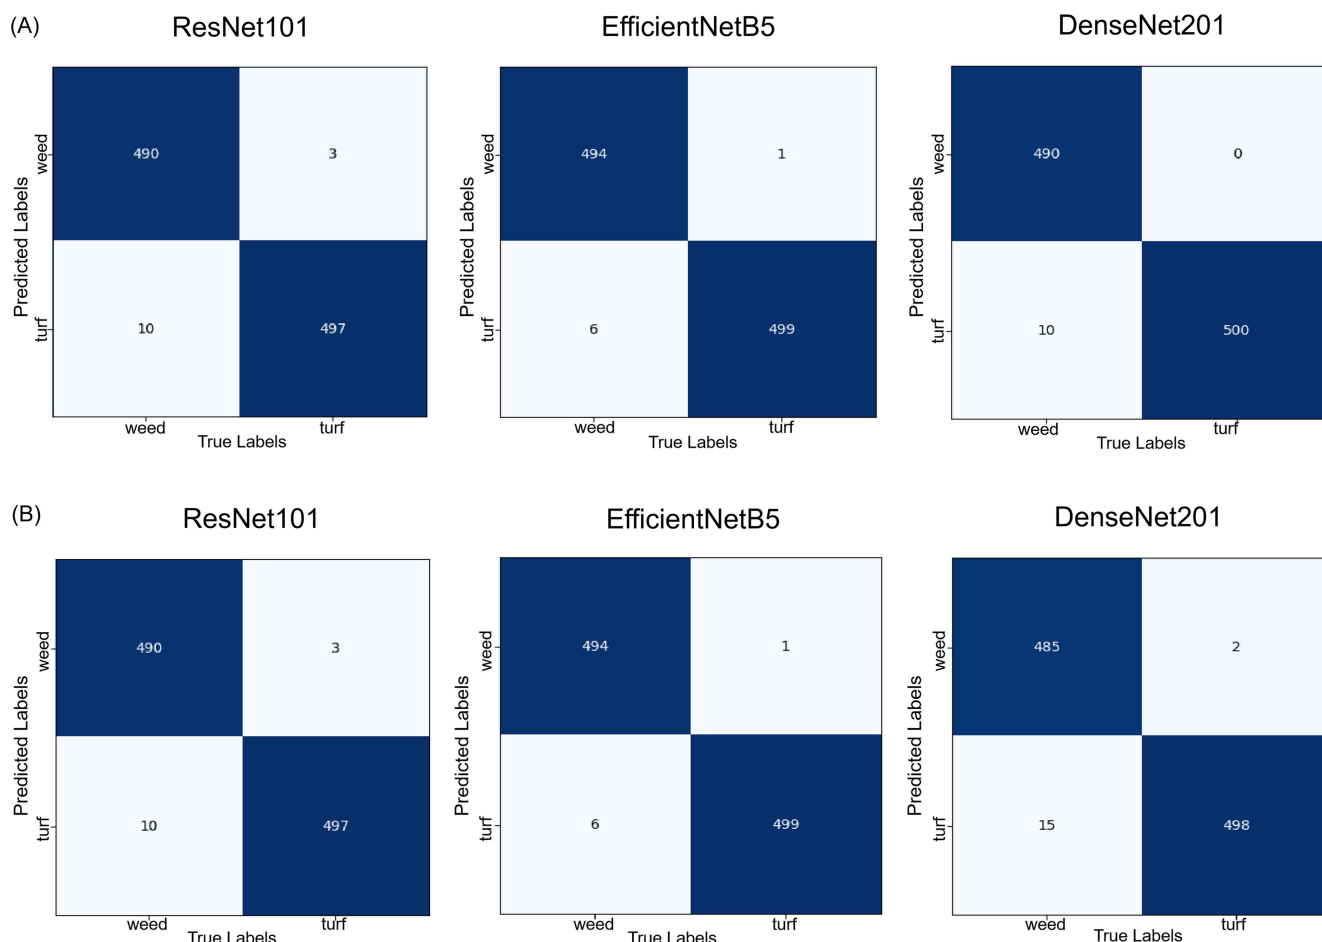 (A)
ResNet101
EfficientNetB5
DenseNet201
Predicted Labels
weed
turf
490
3
10
497
weed
turf
True Labels
Predicted Labels
weed
turf
494
1
6
499
weed
turf
True Labels
Predicted Labels
weed
turf
490
0
10
500
weed
turf
True Labels
(B)
ResNet101
EfficientNetB5
DenseNet201
Predicted Labels
weed
turf
490
3
10
497
weed
turf
True Labels
Predicted Labels
weed
turf
494
1
6
499
weed
turf
True Labels
Predicted Labels
weed
turf
485
2
15
498
weed
turf
True Labels